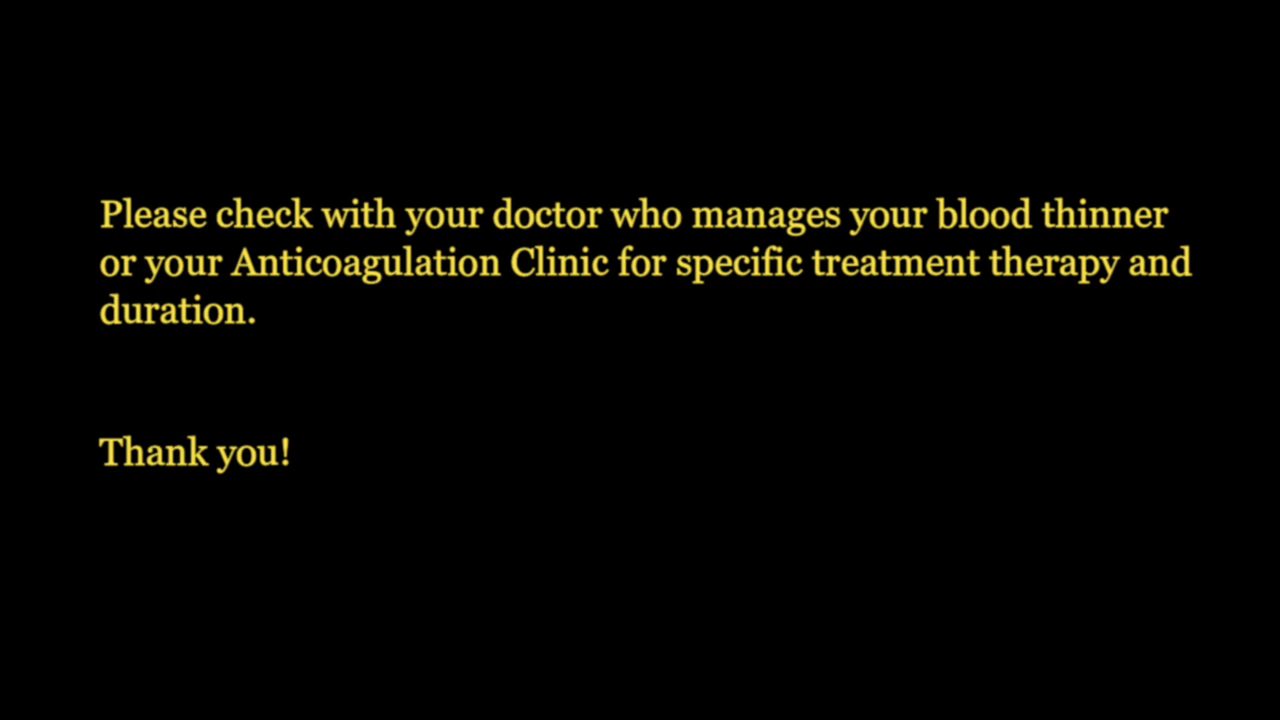 Please check with your doctor who manages your blood thinner
or your Anticoagulation Clinic for specific treatment therapy and
duration.
Thank you!